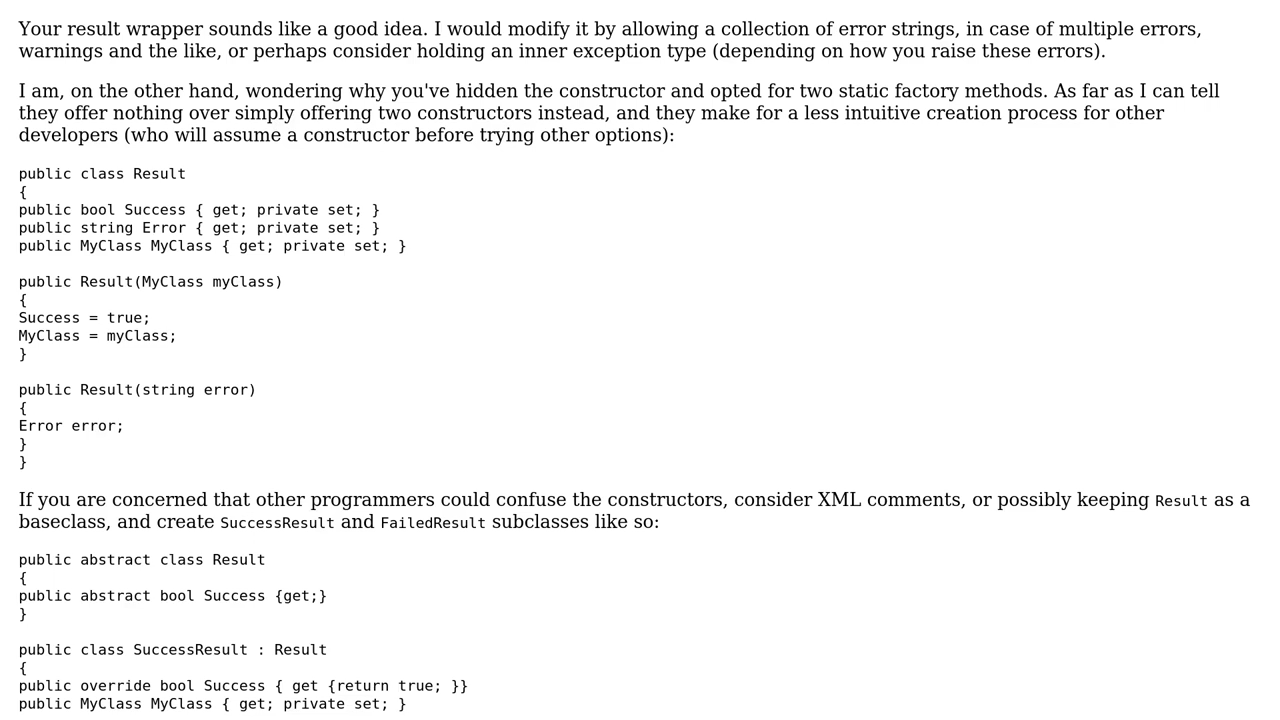 Your result wrapper sounds like a good idea. I would modify it by allowing a collection of error strings, in case of multiple errors,
warnings and the like, or perhaps consider holding an inner exception type (depending on how you raise these errors).
I am, on the other hand, wondering why you've hidden the constructor and opted for two static factory methods. As far as I can tell
they offer nothing over simply offering two constructors instead, and they make for a less intuitive creation process for other
developers (who will assume a constructor before trying other options):
public class Result
{
public bool Success { get; private set; }
public string Error { get; private set; }
public MyClass MyClass { get; private set; }
public Result(MyClass myClass)
{
Success = true;
MyClass = myClass;
}
public Result(string error)
{
Error error;
}
}
If you are concerned that other programmers could confuse the constructors, consider XML comments, or possibly keeping Result as a
baseclass, and create SuccessResult and FailedResult subclasses like so:
public abstract class Result
{
public abstract bool Success {get;}
}
public class SuccessResult : Result
{
public override bool Success { get {return true; }}
public MyClass MyClass { get; private set; }